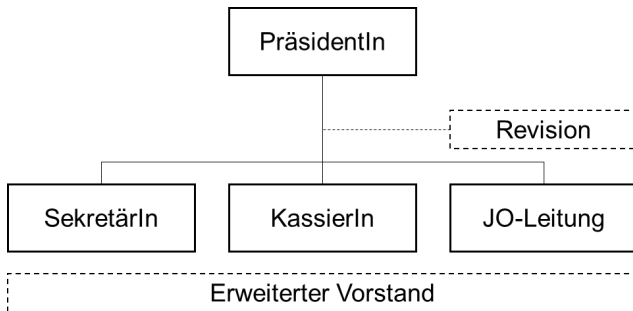 PräsidentIn
Revision
SekretärIn
KassierIn
JO-Leitung
Erweiterter Vorstand